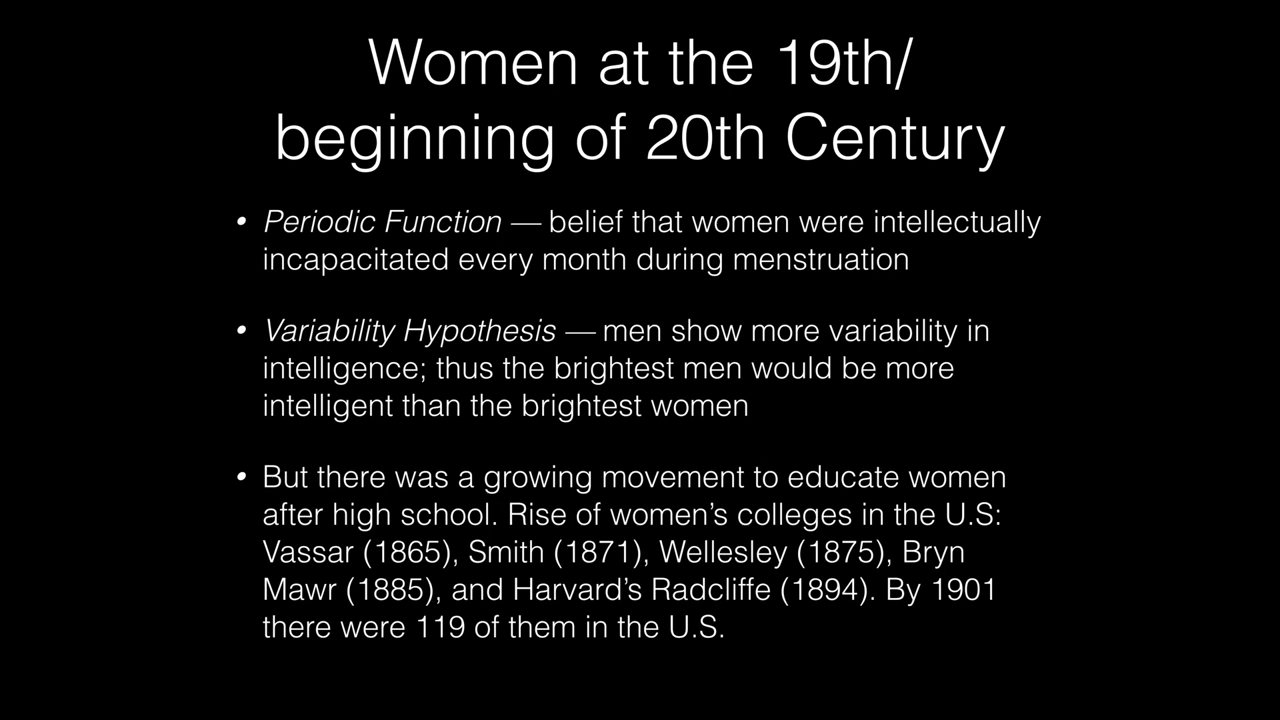 Women at the 19th/
beginning of 20th Century
• Periodic Function — belief that women were intellectually
incapacitated every month during menstruation
• Variability Hypothesis — men show more variability in
intelligence; thus the brightest men would be more
intelligent than the brightest women
• But there was a growing movement to educate women
after high school. Rise of women’s colleges in the U.S:
Vassar (1865), Smith (1871), Wellesley (1875), Bryn
Mawr (1885), and Harvard’s Radcliffe (1894). By 1901
there were 119 of them in the U.S.